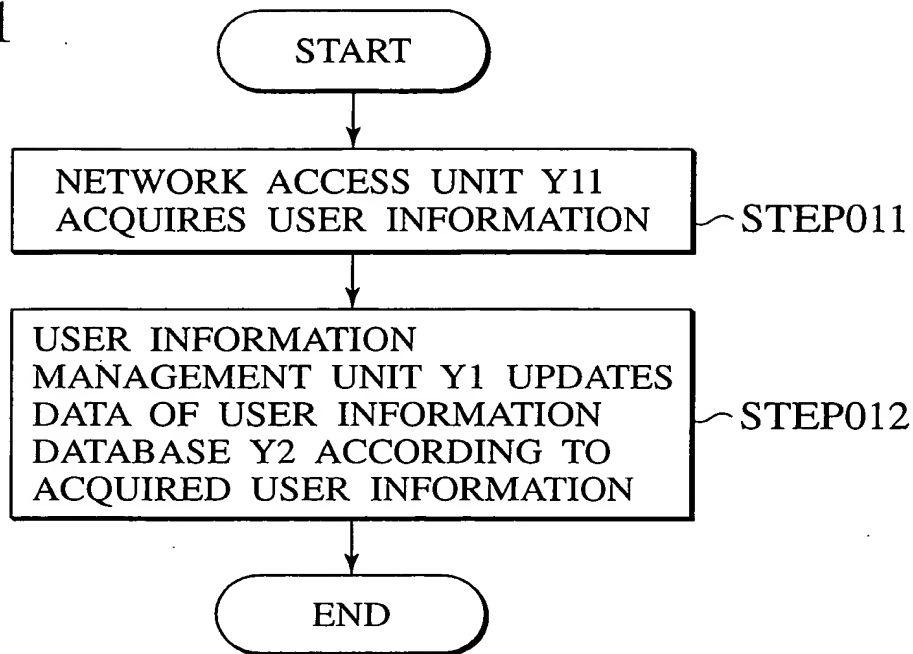 START
NETWORK ACCESS UNIT Y11
ACQUIRES USER INFORMATION
STEP011
USER INFORMATION
MANAGEMENT UNIT Y1 UPDATES
DATA OF USER INFORMATION
DATABASE Y2 ACCORDING TO
ACQUIRED USER INFORMATION
STEP012
END